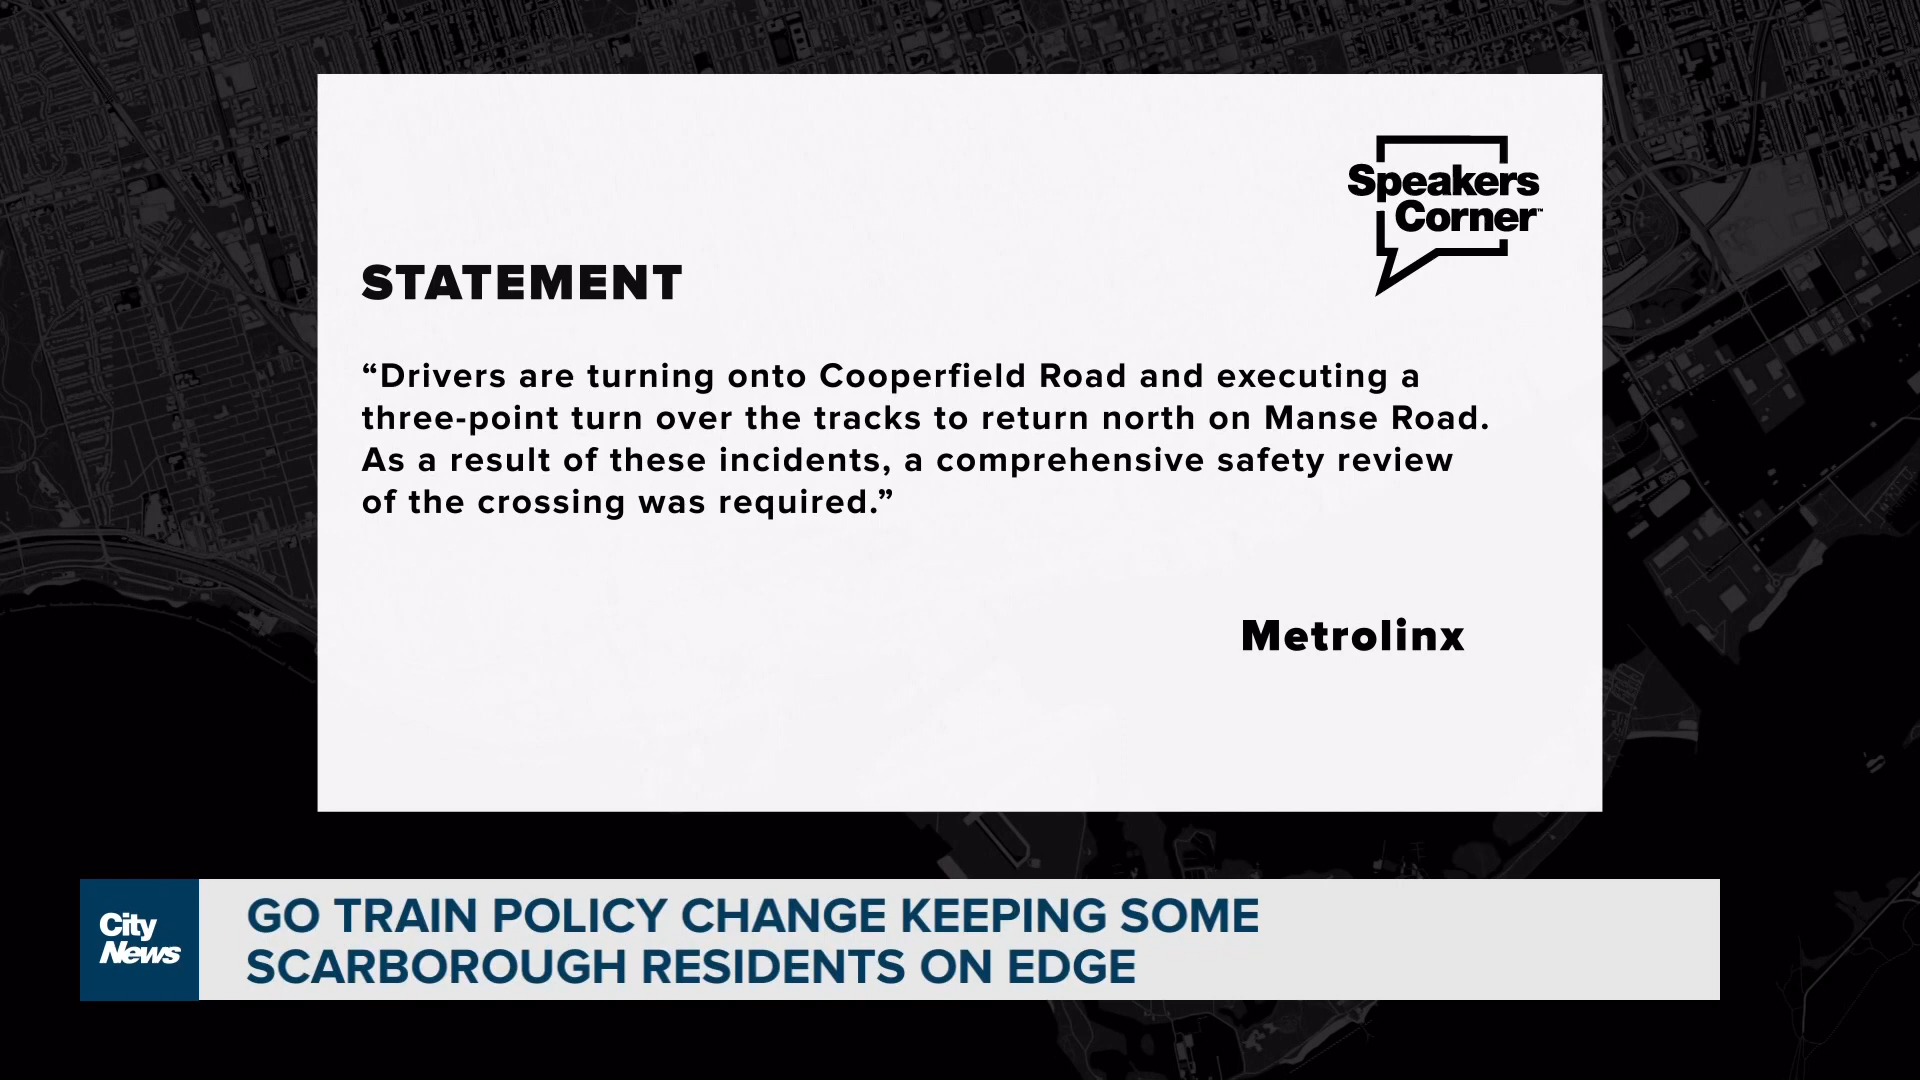 Speakers
Corner™
STATEMENT
“Drivers are turning onto Cooperfield Road and executing a
three-point turn over the tracks to return north on Manse Road.
As a result of these incidents, a comprehensive safety review
of the crossing was required.”
Metrolinx
City
News
GO TRAIN POLICY CHANGE KEEPING SOME
SCARBOROUGH RESIDENTS ON EDGE